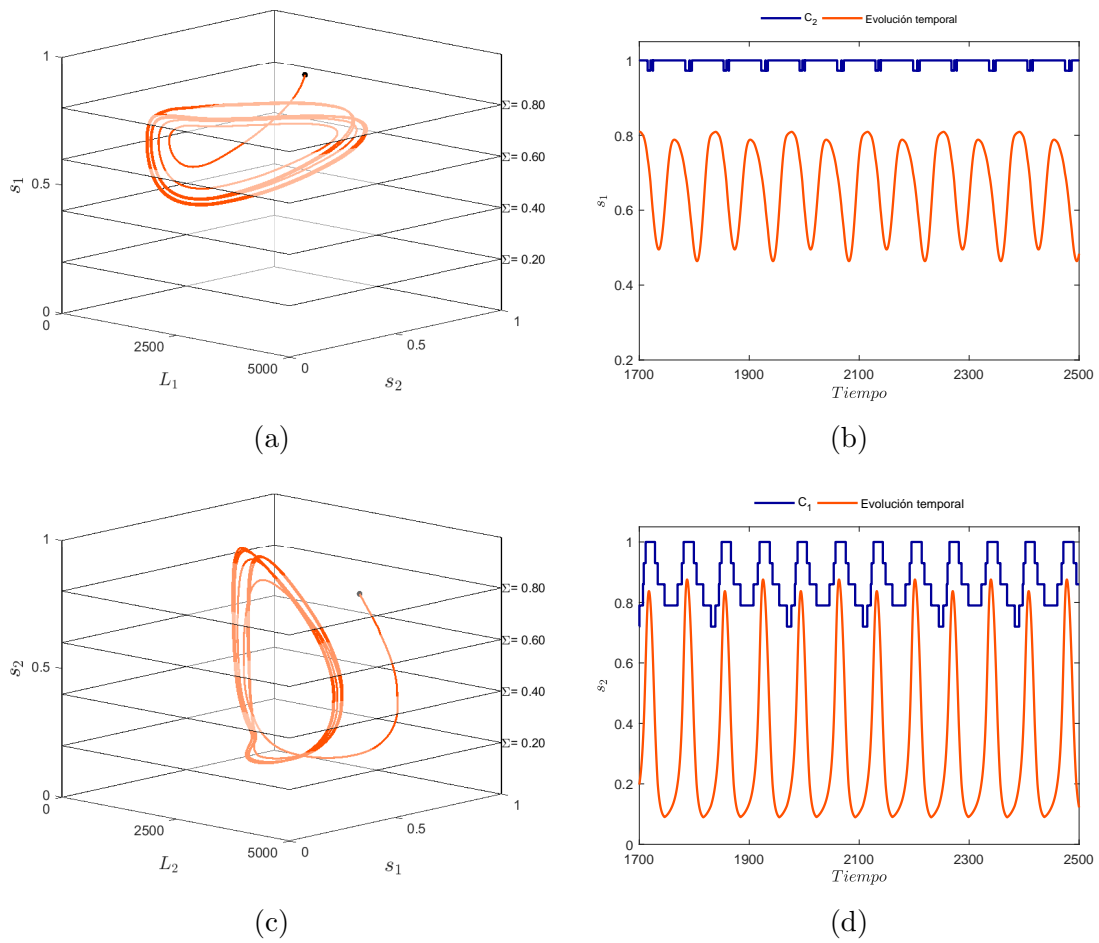 1
0.5
0
s₁
0
2500
5000
L₁
0
0.5
1
s₂
Σ= 0.80
Σ= 0.60
Σ= 0.40
Σ= 0.20
(a)
C₂ Evolución temporal
1
0.8
0.6
0.4
0.2
s₁
1700 1900 2100 2300 2500
Tiempo
(b)
1
0.5
0
s₂
0
2500
5000
L₂
0
0.5
1
s₁
Σ= 0.80
Σ= 0.60
Σ= 0.40
Σ= 0.20
(c)
C₁ Evolución temporal
1
0.8
0.6
0.4
0.2
0
s₂
1700 1900 2100 2300 2500
Tiempo
(d)